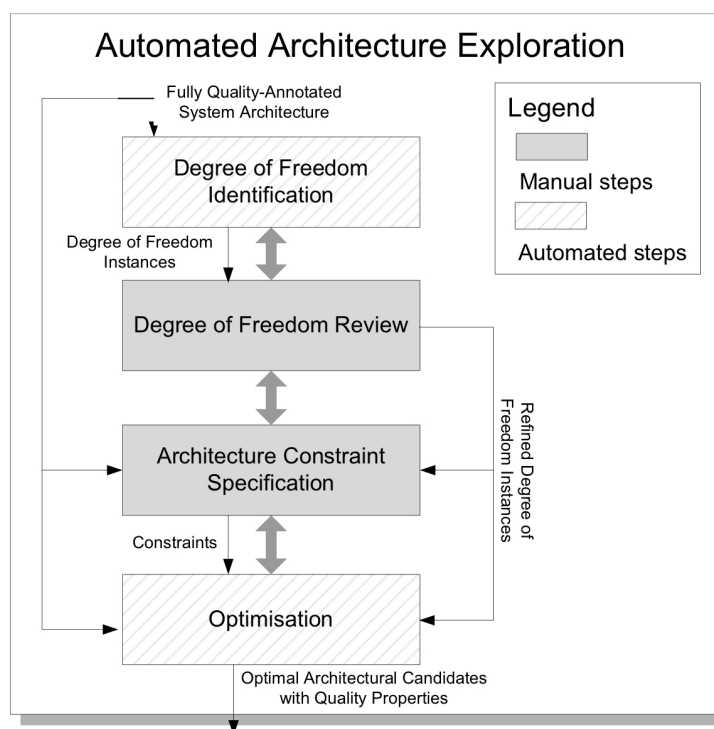 Automated Architecture Exploration
Fully Quality-Annotated
System Architecture
Legend
Manual steps
Automated steps
Degree of Freedom
Identification
Degree of Freedom
Instances
Degree of Freedom Review
Refined Degree of
Freedom Instances
Architecture Constraint
Specification
Constraints
Optimisation
Optimal Architectural Candidates
with Quality Properties